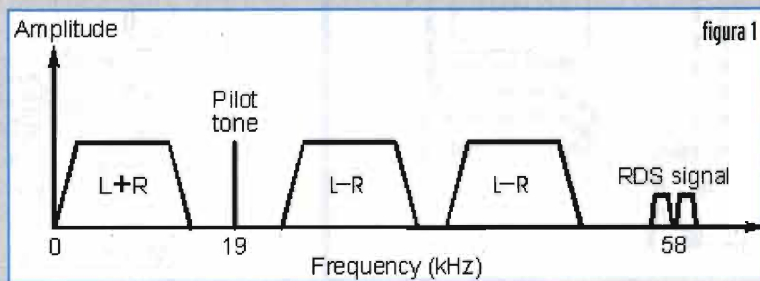 Amplitude
figura 1
Pilot
tone
L+R
L–R
L–R
RDS signal
0
19
58
Frequency (kHz)